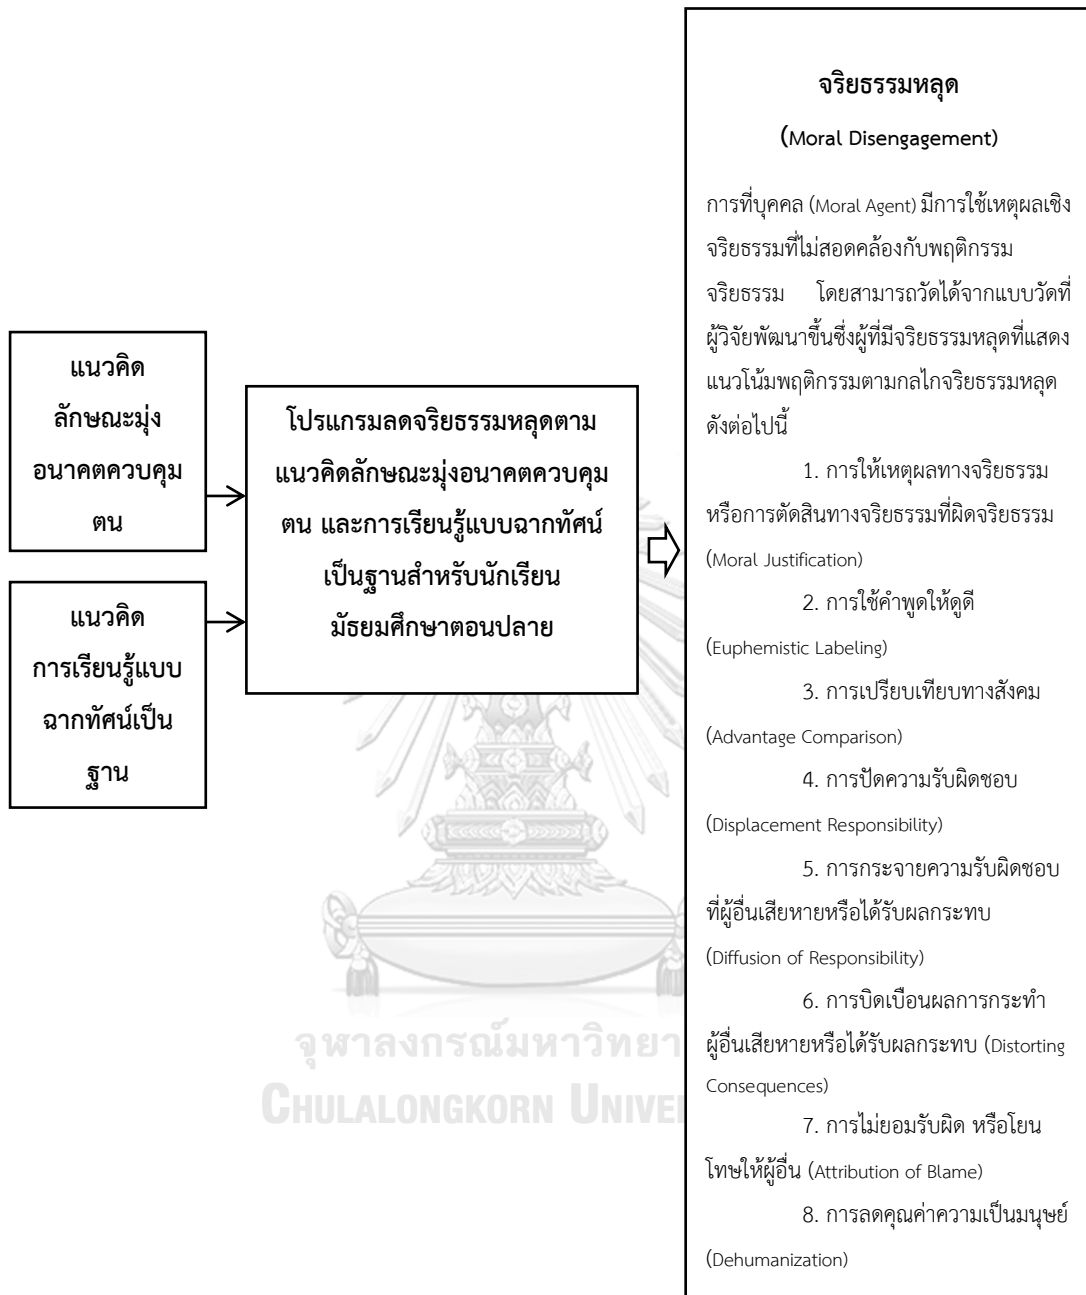 แนวคิด
ลักษณะมุ่ง
อนาคตควบคุม
ตน
แนวคิด
การเรียนรู้แบบ
ฉากทัศน์เป็น
ฐาน
โปรแกรมลดจริยธรรมหลุดตาม
แนวคิดลักษณะมุ่งอนาคตควบคุม
ตน และการเรียนรู้แบบฉากทัศน์
เป็นฐานสำหรับนักเรียน
มัธยมศึกษาตอนปลาย
จริยธรรมหลุด
(Moral Disengagement)
การที่บุคคล (Moral Agent) มีการใช้เหตุผลเชิง
จริยธรรมที่ไม่สอดคล้องกับพฤติกรรม
จริยธรรม โดยสามารถวัดได้จากแบบวัดที่
ผู้วิจัยพัฒนาขึ้นซึ่งผู้ที่มีจริยธรรมหลุดที่แสดง
แนวโน้มพฤติกรรมตามกลไกจริยธรรมหลุด
ดังต่อไปนี้
1. การให้เหตุผลทางจริยธรรม
หรือการตัดสินทางจริยธรรมที่ผิดจริยธรรม
(Moral Justification)
2. การใช้คำพูดให้ดูดี
(Euphemistic Labeling)
3. การเปรียบเทียบทางสังคม
(Advantage Comparison)
4. การปัดความรับผิดชอบ
(Displacement Responsibility)
5. การกระจายความรับผิดชอบ
ที่ผู้อื่นเสียหายหรือได้รับผลกระทบ
(Diffusion of Responsibility)
6. การบิดเบือนผลการกระทำ
ผู้อื่นเสียหายหรือได้รับผลกระทบ (Distorting
Consequences)
7. การไม่ยอมรับผิด หรือโยน
โทษให้ผู้อื่น (Attribution of Blame)
8. การลดคุณค่าความเป็นมนุษย์
(Dehumanization)
จุฬาลงกรณ์มหาวิทยา
CHULALONGKORN UNIVE